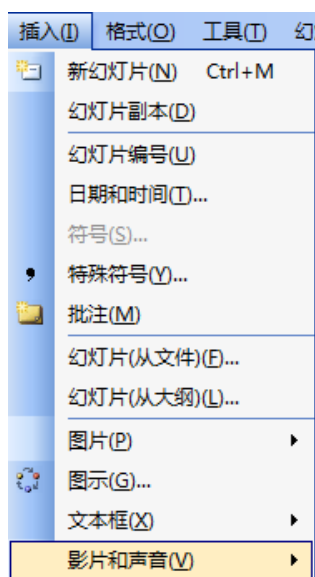 插入(I) 格式(O) 工具(T) 幻
新幻灯片(N) Ctrl+M
幻灯片副本(D)
幻灯片编号(U)
日期和时间(T)...
符号(S)...
特殊符号(Y)...
批注(M)
幻灯片(从文件)(F)...
幻灯片(从大纲)(L)...
图片(P)
图示(G)...
文本框(X)
影片和声音(V)